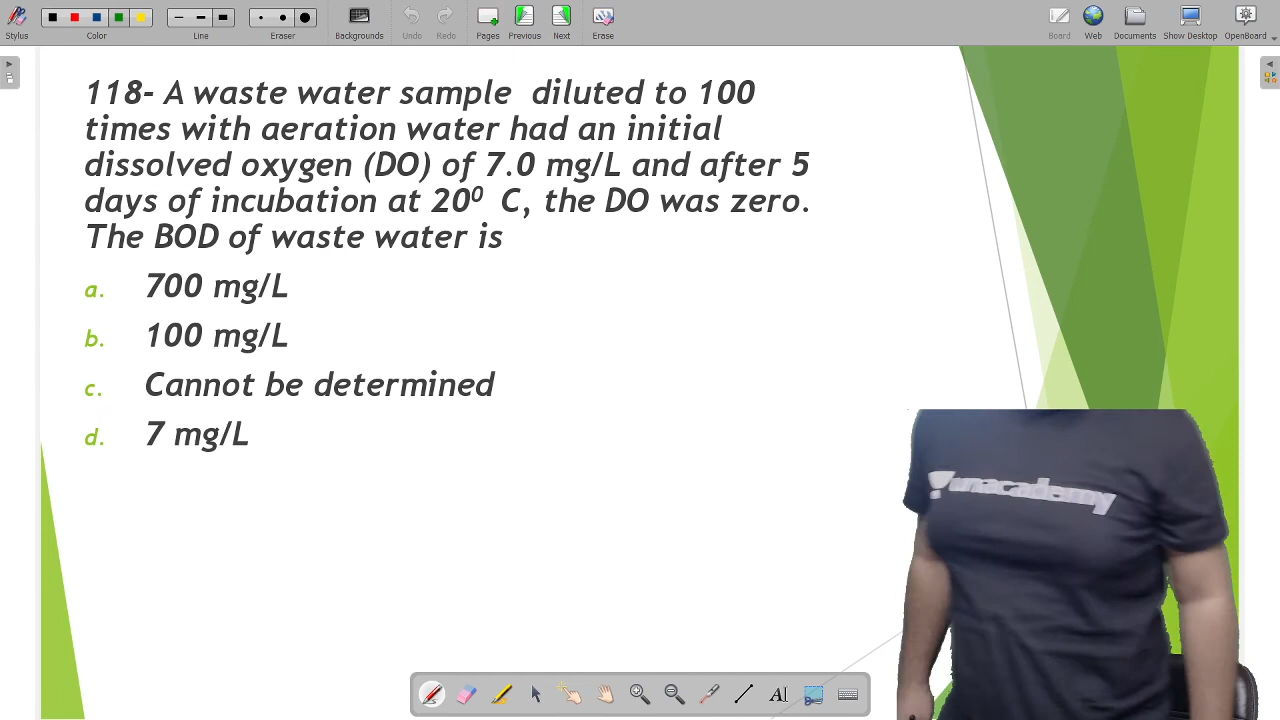 Stylus
Color
Line
Eraser
Backgrounds
Undo
Redo
Pages
Previous
Next
Erase
Board
Web
Documents
Show Desktop
OpenBoard
118- A waste water sample diluted to 100
times with aeration water had an initial
dissolved oxygen (DO) of 7.0 mg/L and after 5
days of incubation at 20⁰ C, the DO was zero.
The BOD of waste water is
a. 700 mg/L
b. 100 mg/L
c. Cannot be determined
d. 7 mg/L
unacademy
AI